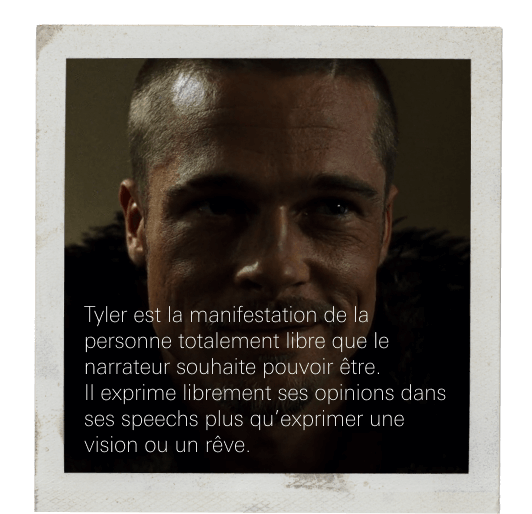 Tyler est la manifestation de la
personne totalement libre que le
narrateur souhaite pouvoir être.
Il exprime librement ses opinions dans
ses speechs plus qu’exprimer une
vision ou un rêve.